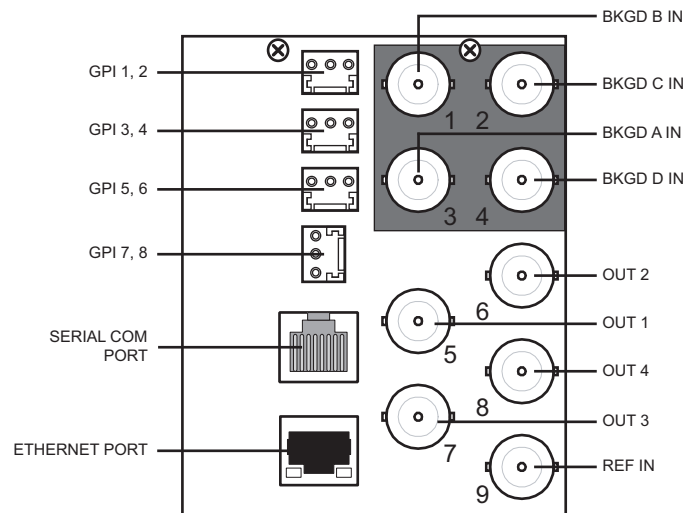 BKGD B IN
GPI 1, 2
BKGD C IN
1 2
GPI 3, 4
BKGD A IN
GPI 5, 6
BKGD D IN
3 4
GPI 7, 8
OUT 2
6
SERIAL COM
PORT
OUT 1
5
OUT 4
8
OUT 3
7
ETHERNET PORT
REF IN
9